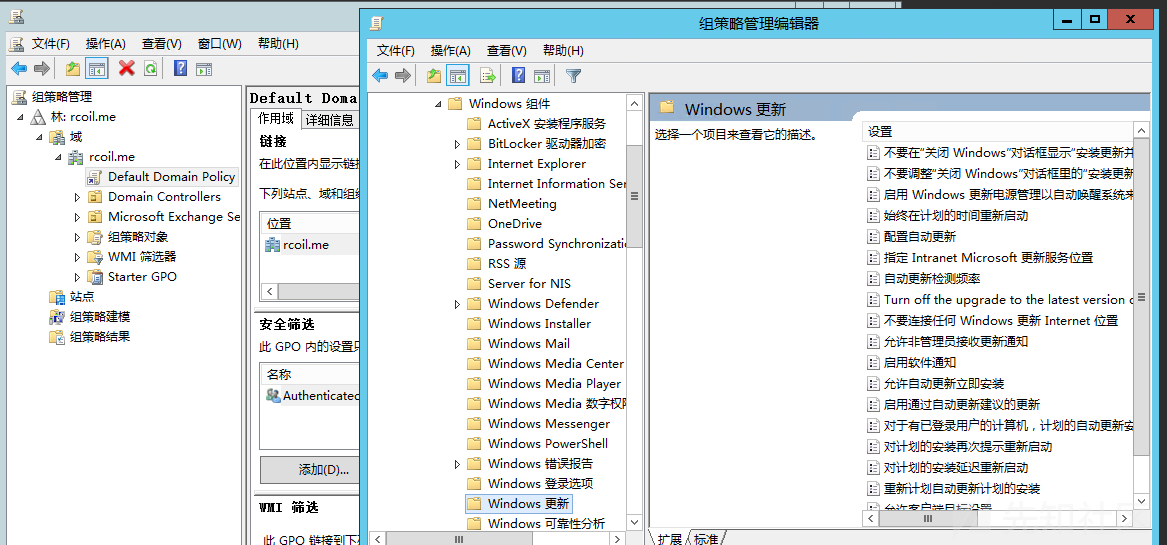 文件(F) 操作(A) 查看(V) 窗口(W) 帮助(H)
组策略管理
林: rcoil.me
域
rcoil.me
Default Domain Policy
Domain Controllers
Microsoft Exchange Se
组策略对象
WMI 筛选器
Starter GPO
站点
组策略建模
组策略结果
Default Doma
作用域 详细信息
链接
在此位置内显示链接
下列站点、域和组织
位置
rcoil.me
安全筛选
此 GPO 内的设置只
名称
Authenticated
添加(D)...
WMI 筛选
此 GPO 链接到下列
组策略管理编辑器
文件(F) 操作(A) 查看(V) 帮助(H)
Windows 组件
ActiveX 安装程序服务
BitLocker 驱动器加密
Internet Explorer
Internet Information Ser
NetMeeting
OneDrive
Password Synchronizatio
RSS 源
Server for NIS
Windows Defender
Windows Installer
Windows Mail
Windows Media Center
Windows Media Player
Windows Media 数字权限
Windows Messenger
Windows PowerShell
Windows 错误报告
Windows 登录选项
Windows 更新
Windows 可靠性分析
Windows 更新
选择一个项目来查看它的描述。
设置
不要在“关闭 Windows”对话框显示“安装更新并
不要调整“关闭 Windows”对话框里的“安装更新
启用 Windows 更新电源管理以自动唤醒系统来
始终在计划的时间重新启动
配置自动更新
指定 Intranet Microsoft 更新服务位置
自动更新检测频率
Turn off the upgrade to the latest version o
不要连接任何 Windows 更新 Internet 位置
允许非管理员接收更新通知
启用软件通知
允许自动更新立即安装
启用通过自动更新建议的更新
对于有已登录用户的计算机，计划的自动更新安
对计划的安装再次提示重新启动
对计划的安装延迟重新启动
重新计划自动更新计划的安装
允许客户端目标设置
扩展 标准
先知社区